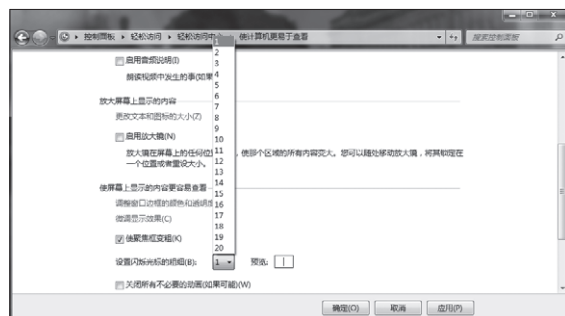 控制面板 ▸ 轻松访问 ▸ 轻松访问中 使计算机更易于查看
搜索控制面板
启用音频说明(I)
倾读视频中发生的事(如果
放大屏幕上显示的内容
更改文本和图标的大小(Z)
启用放大镜(N)
放大镜在屏幕上的任何位 ，使那个区域的所有内容变大。您可以随处移动放大镜，将其锁定在
一个位置或者重设大小。
使屏幕上显示的内容更容易查看
调整窗口边框的颜色和透明度
微调显示效果(C)
使聚焦框变粗(K)
设置闪烁光标的粗细(B): 1 预览:
关闭所有不必要的动画(如果可能)(W)
1
2
3
4
5
6
7
8
9
10
11
12
13
14
15
16
17
18
19
20
确定(O) 取消 应用(P)